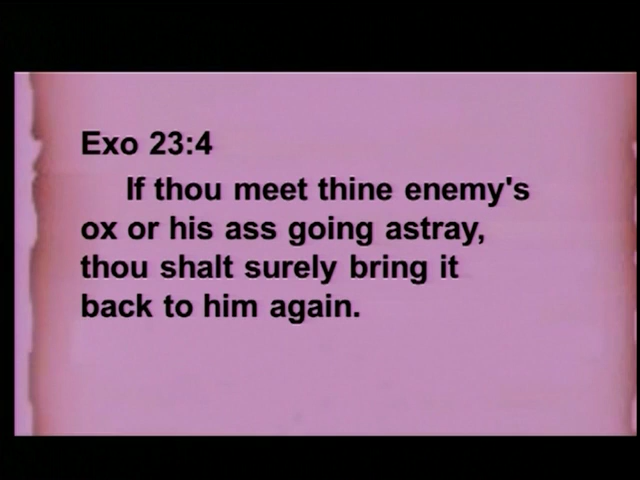 Exo 23:4
If thou meet thine enemy's
ox or his ass going astray,
thou shalt surely bring it
back to him again.